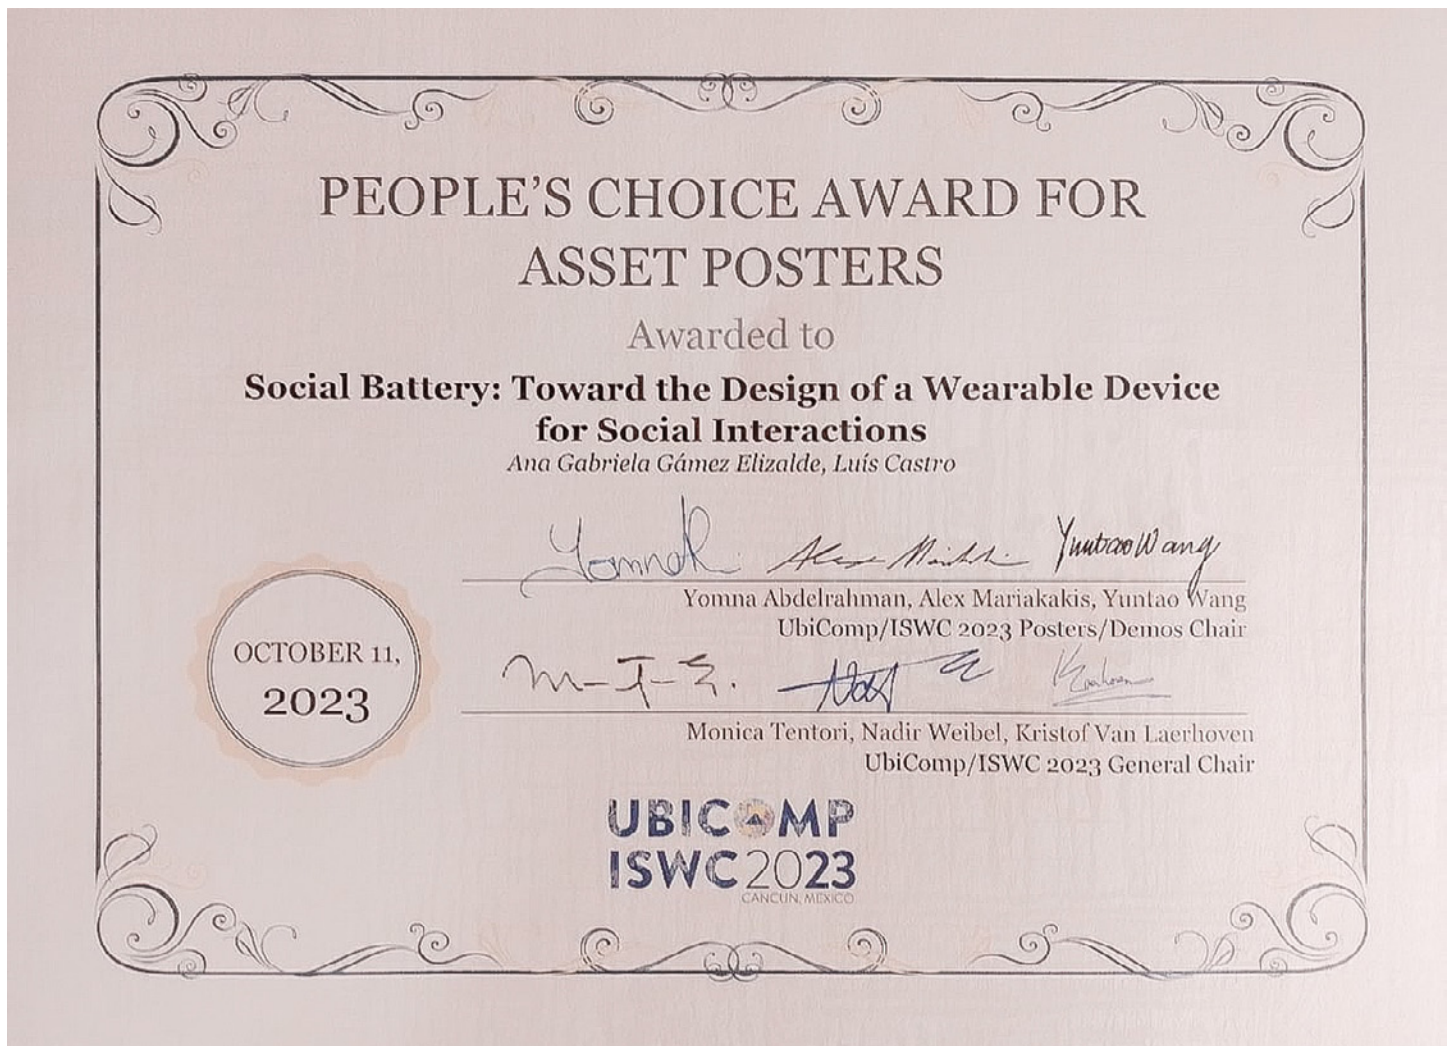 PEOPLE'S CHOICE AWARD FOR
ASSET POSTERS
Awarded to
Social Battery: Toward the Design of a Wearable Device
for Social Interactions
Ana Gabriela Gámez Elizalde, Luís Castro
Yuntao Wang
Yomna Abdelrahman, Alex Mariakakis, Yuntao Wang
UbiComp/ISWC 2023 Posters/Demos Chair
OCTOBER 11,
2023
Monica Tentori, Nadir Weibel, Kristof Van Laerhoven
UbiComp/ISWC 2023 General Chair
UBICOMP
ISWC2023
CANCUN, MEXICO